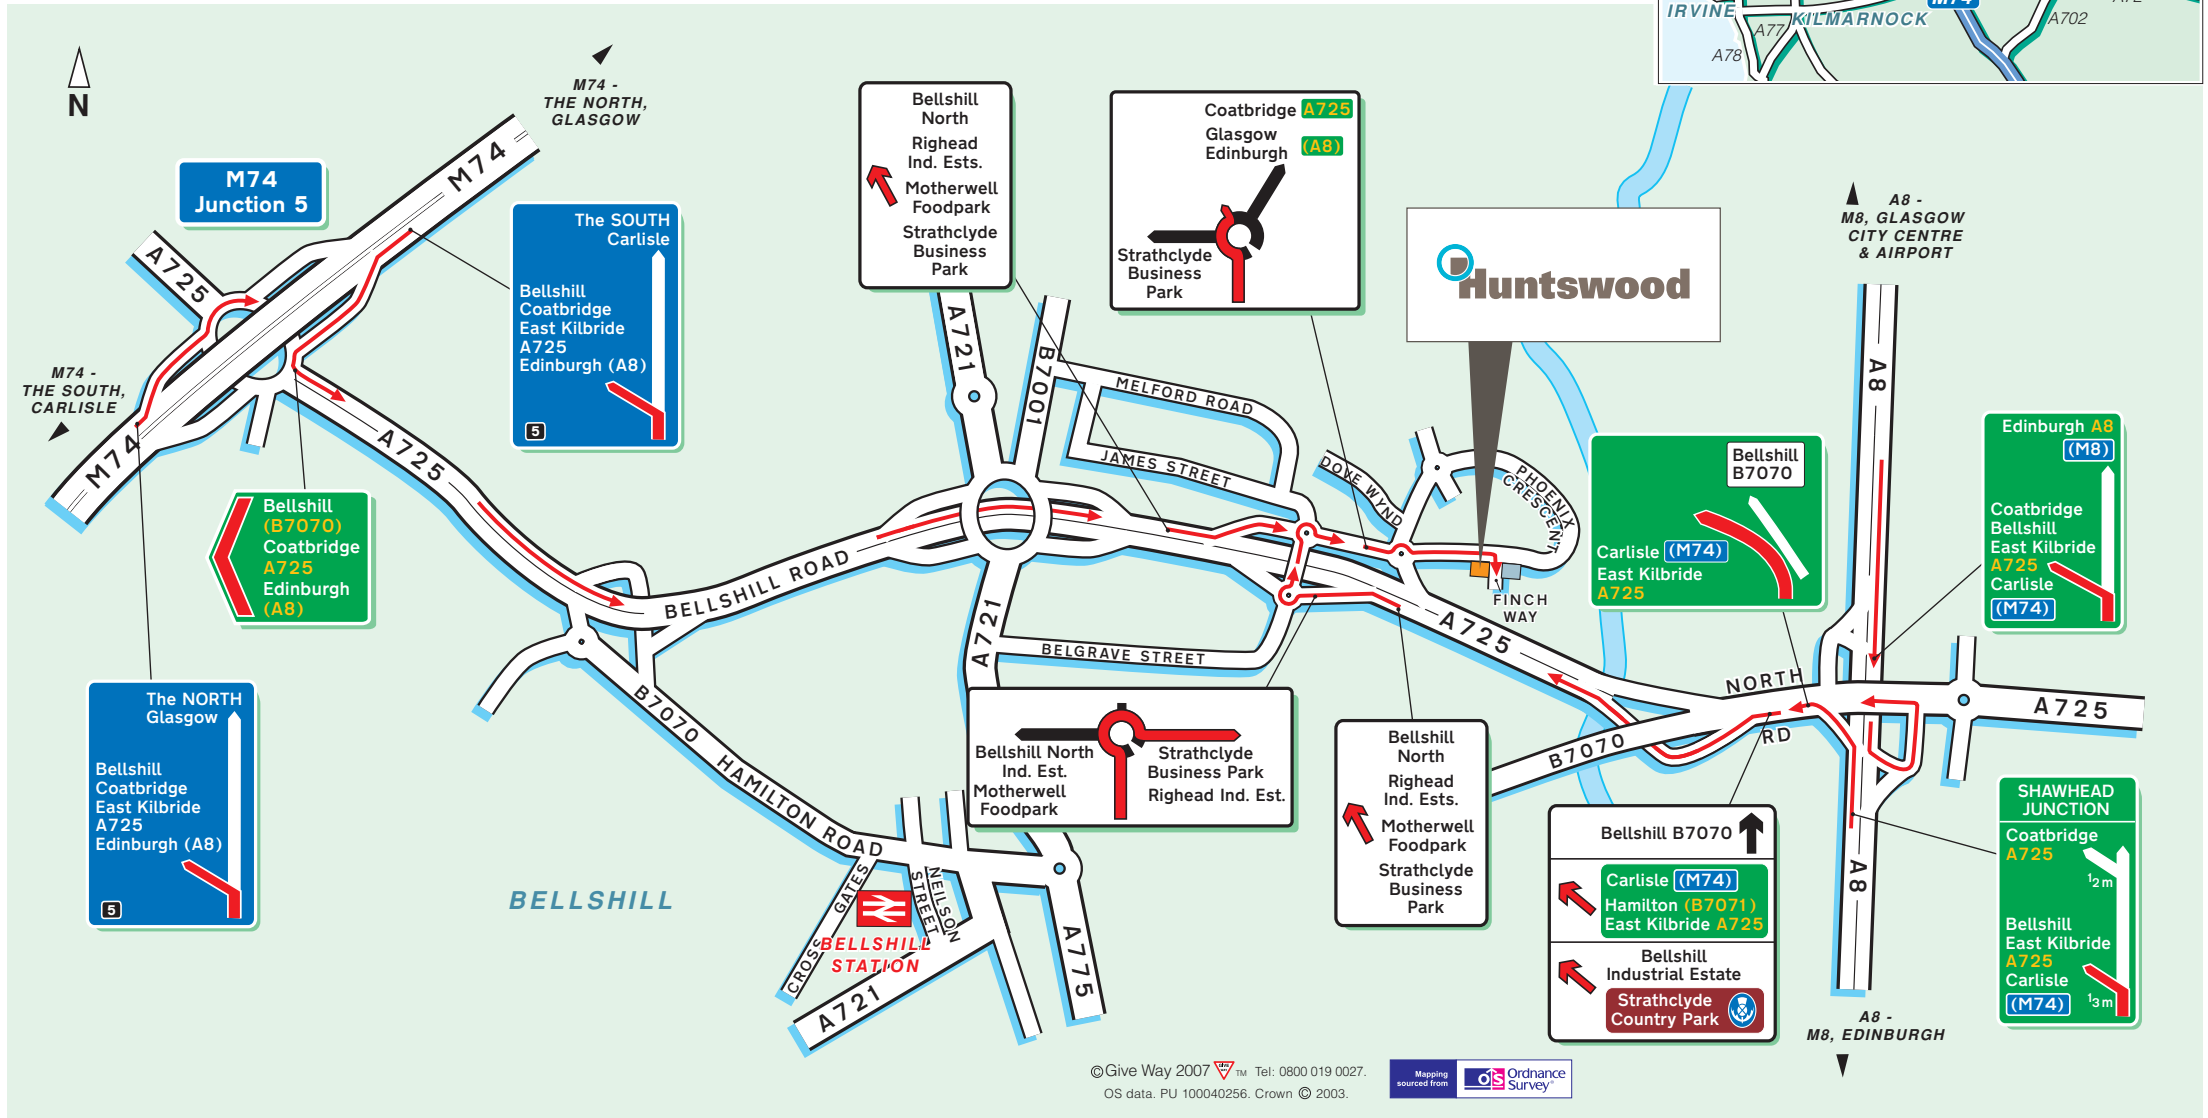 IRVINE
KILMARNOCK
M74
A77
A78
A702
A72
N
M74 -
THE NORTH,
GLASGOW
M74
Junction 5
M74
A725
The SOUTH
Carlisle
Bellshill
Coatbridge
East Kilbride
A725
Edinburgh (A8)
5
M74 -
THE SOUTH,
CARLISLE
M74
A725
Bellshill
(B7070)
Coatbridge
A725
Edinburgh
(A8)
The NORTH
Glasgow
Bellshill
Coatbridge
East Kilbride
A725
Edinburgh (A8)
5
Bellshill
North
Righead
Ind. Ests.
Motherwell
Foodpark
Strathclyde
Business
Park
Coatbridge A725
Glasgow
Edinburgh (A8)
Strathclyde
Business
Park
Huntswood
A8 -
M8, GLASGOW
CITY CENTRE
& AIRPORT
A721
B7001
MELFORD ROAD
JAMES STREET
DOVE WYND
PHOENIX
CRESCENT
FINCH
WAY
A8
Bellshill
B7070
Carlisle (M74)
East Kilbride
A725
Edinburgh A8
(M8)
Coatbridge
Bellshill
East Kilbride
A725
Carlisle
(M74)
BELLSHILL ROAD
A721
BELGRAVE STREET
A725
NORTH
RD
A725
B7070
B7070
HAMILTON ROAD
Bellshill North
Ind. Est.
Motherwell
Foodpark
Strathclyde
Business Park
Righead Ind. Est.
Bellshill
North
Righead
Ind. Ests.
Motherwell
Foodpark
Strathclyde
Business
Park
Bellshill B7070
Carlisle (M74)
Hamilton (B7071)
East Kilbride A725
Bellshill
Industrial Estate
Strathclyde
Country Park
SHAWHEAD
JUNCTION
Coatbridge
A725
1 2 m
Bellshill
East Kilbride
A725
Carlisle
(M74)
1 3 m
A8
A8 -
M8, EDINBURGH
BELLSHILL
CROSS GATES
NEILSON
STREET
BELLSHILL
STATION
A721
A775
© Give Way 2007 GIVE WAY TM Tel: 0800 019 0027.
OS data. PU 100040256. Crown © 2003.
Mapping
sourced from
OS Ordnance
Survey®